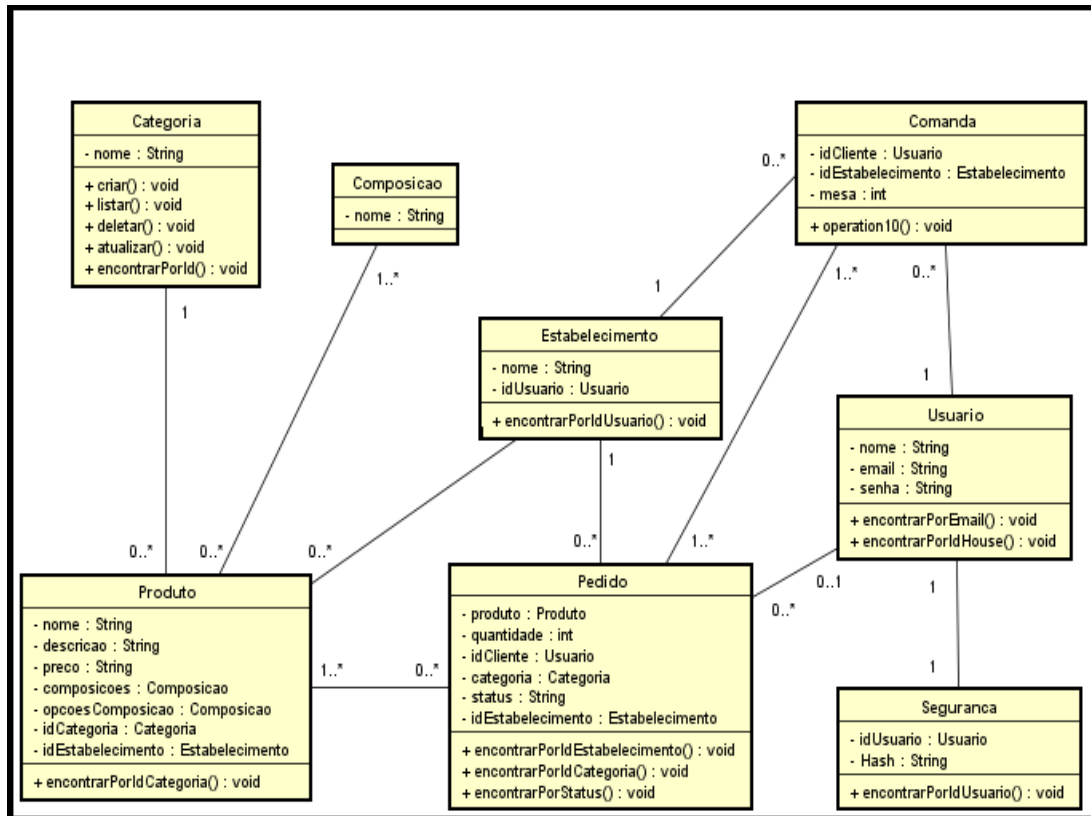 Categoria
- nome : String
+ criar() : void
+ listar() : void
+ deletar() : void
+ atualizar() : void
+ encontrarPorId() : void
1
0..*
Composicao
- nome : String
1..*
0..*
Comanda
- idCliente : Usuario
- idEstabelecimento : Estabelecimento
- mesa : int
+ operation10() : void
0..*
1
1..*
1..*
0..*
1
Estabelecimento
- nome : String
- idUsuario : Usuario
+ encontrarPorIdUsuario() : void
1
0..*
0..*
Usuario
- nome : String
- email : String
- senha : String
+ encontrarPorEmail() : void
+ encontrarPorIdHouse() : void
0..1
0..*
1
1
Produto
- nome : String
- descricao : String
- preco : String
- composicoes : Composicao
- opcoesComposicao : Composicao
- idCategoria : Categoria
- idEstabelecimento : Estabelecimento
+ encontrarPorIdCategoria() : void
1..*
0..*
Pedido
- produto : Produto
- quantidade : int
- idCliente : Usuario
- categoria : Categoria
- status : String
- idEstabelecimento : Estabelecimento
+ encontrarPorIdEstabelecimento() : void
+ encontrarPorIdCategoria() : void
+ encontrarPorStatus() : void
Seguranca
- idUsuario : Usuario
- Hash : String
+ encontrarPorIdUsuario() : void